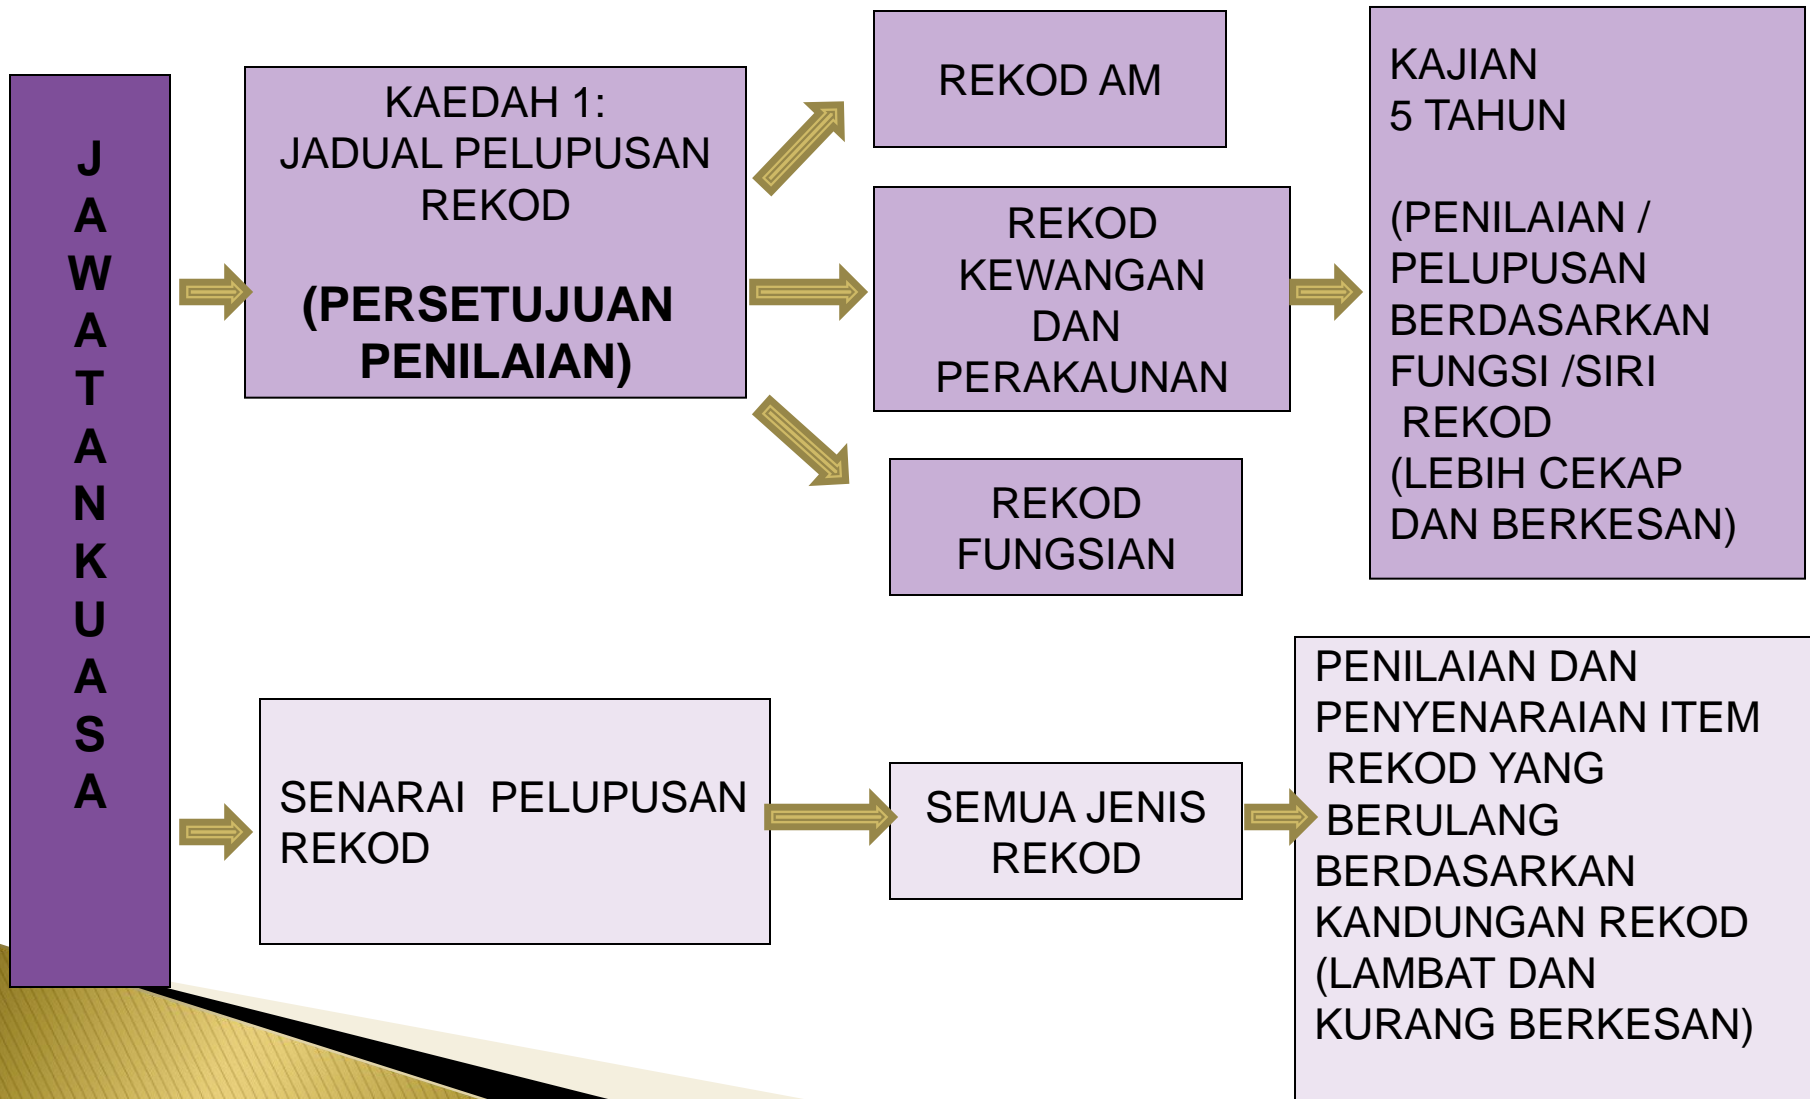 J
A
W
A
T
A
N
K
U
A
S
A
KAEDAH 1:
JADUAL PELUPUSAN
REKOD
(PERSETUJUAN
PENILAIAN)
REKOD AM
REKOD
KEWANGAN
DAN
PERAKAUNAN
REKOD
FUNGSIAN
KAJIAN
5 TAHUN
(PENILAIAN /
PELUPUSAN
BERDASARKAN
FUNGSI /SIRI
REKOD
(LEBIH CEKAP
DAN BERKESAN)
SENARAI PELUPUSAN
REKOD
SEMUA JENIS
REKOD
PENILAIAN DAN
PENYENARAIAN ITEM
REKOD YANG
BERULANG
BERDASARKAN
KANDUNGAN REKOD
(LAMBAT DAN
KURANG BERKESAN)